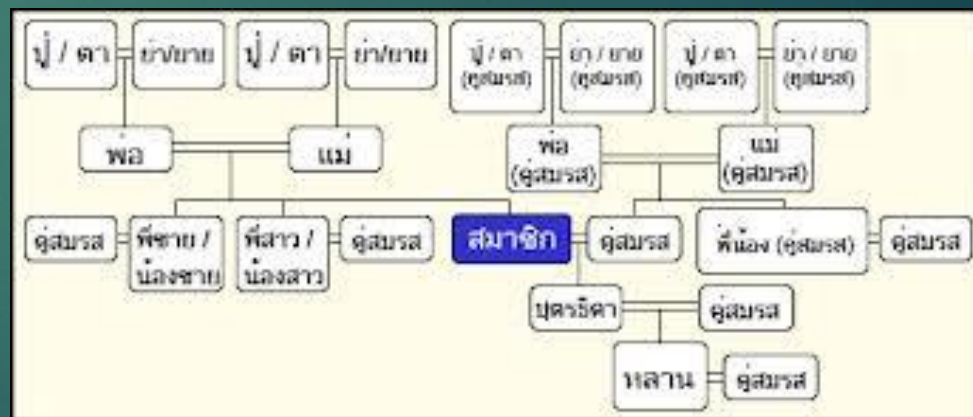 ปู่ / ตา
ย่า/ยาย
ปู่ / ตา
ย่า/ยาย
ปู่ / ตา
(คู่สมรส)
ย่า / ยาย
(คู่สมรส)
ปู่ / ตา
(คู่สมรส)
ย่า / ยาย
(คู่สมรส)
พ่อ
แม่
พ่อ
(คู่สมรส)
แม่
(คู่สมรส)
คู่สมรส
พี่ชาย /
น้องชาย
พี่สาว /
น้องสาว
คู่สมรส
สมาชิก
คู่สมรส
พี่น้อง (คู่สมรส)
คู่สมรส
บุตรธิดา
คู่สมรส
หลาน
คู่สมรส